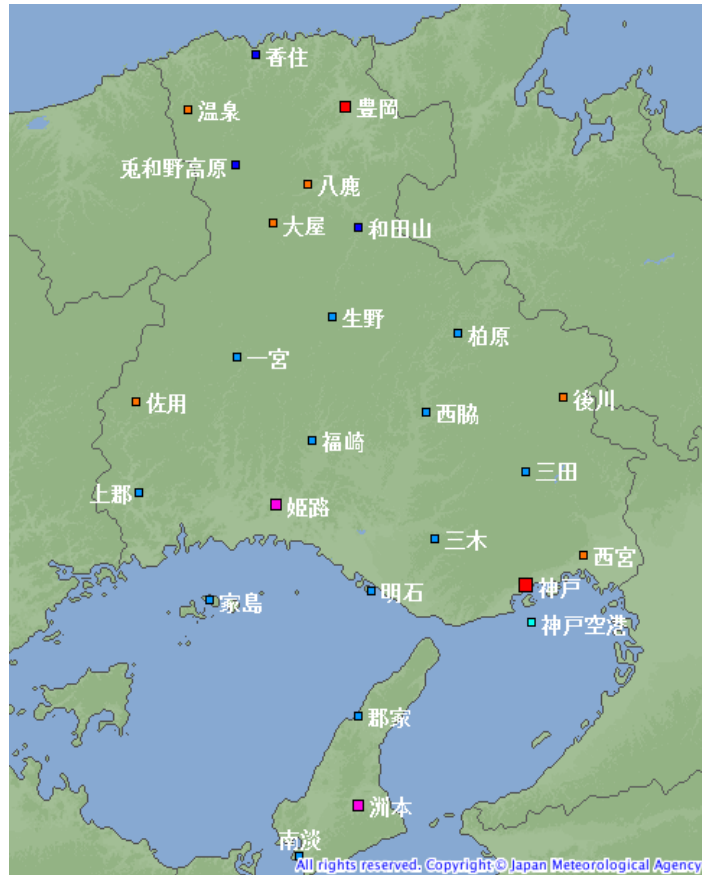 香住
温泉
豊岡
兎和野高原
八鹿
大屋
和田山
生野
柏原
一宮
佐用
後川
西脇
福崎
三田
上郡
姫路
三木
西宮
家島
明石
神戸
神戸空港
郡家
洲本
南淡
All rights reserved. Copyright © Japan Meteorological Agency